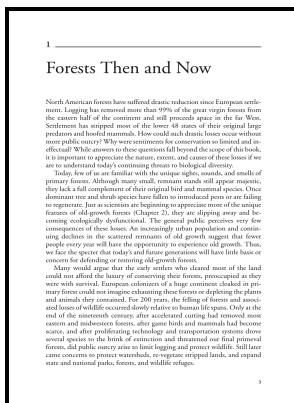 1
Forests Then and Now
North American forests have suffered drastic reduction since European settle-
ment. Logging has removed more than 99% of the great virgin forests from
the eastern half of the continent and still proceeds apace in the far West.
Settlement has stripped most of the lower 48 states of their original large
predators and hoofed mammals. How could such drastic losses occur without
more public outcry? Why were sentiments for conservation so limited and in-
effectual? While answers to these questions fall beyond the scope of this book,
it is important to appreciate the nature, extent, and causes of these losses if we
are to understand today's continuing threats to biological diversity.
Today, few of us are familiar with the unique sights, sounds, and smells of
primary forests. Although many small, remnant stands still appear majestic,
they lack a full complement of their original bird and mammal species. Once
dominant tree and shrub species have fallen to introduced pests or are failing
to regenerate. Just as scientists are beginning to appreciate more of the unique
features of old-growth forests (Chapter 2), they are slipping away and be-
coming ecologically dysfunctional. The general public perceives very few
consequences of these losses. An increasingly urban population and contin-
uing declines in the scattered remnants of old growth suggest that fewer
people every year will have the opportunity to experience old growth. Thus,
we face the specter that today's and future generations will have little basis or
concern for defending or restoring old-growth forests.
Many would argue that the early settlers who cleared most of the land
could not afford the luxury of conserving their forests, preoccupied as they
were with survival. European colonizers of a huge continent cloaked in pri-
mary forest could not imagine exhausting these forests or depleting the plants
and animals they contained. For 200 years, the felling of forests and associ-
ated losses of wildlife occurred slowly relative to human life spans. Only at the
end of the nineteenth century, after accelerated cutting had removed most
eastern and midwestern forests, after game birds and mammals had become
scarce, and after proliferating technology and transportation systems drove
several species to the brink of extinction and threatened our final primeval
forests, did public outcry arise to limit logging and protect wildlife. Still later
came concerns to protect watersheds, re-vegetate stripped lands, and expand
state and national parks, forests, and wildlife refuges.
3